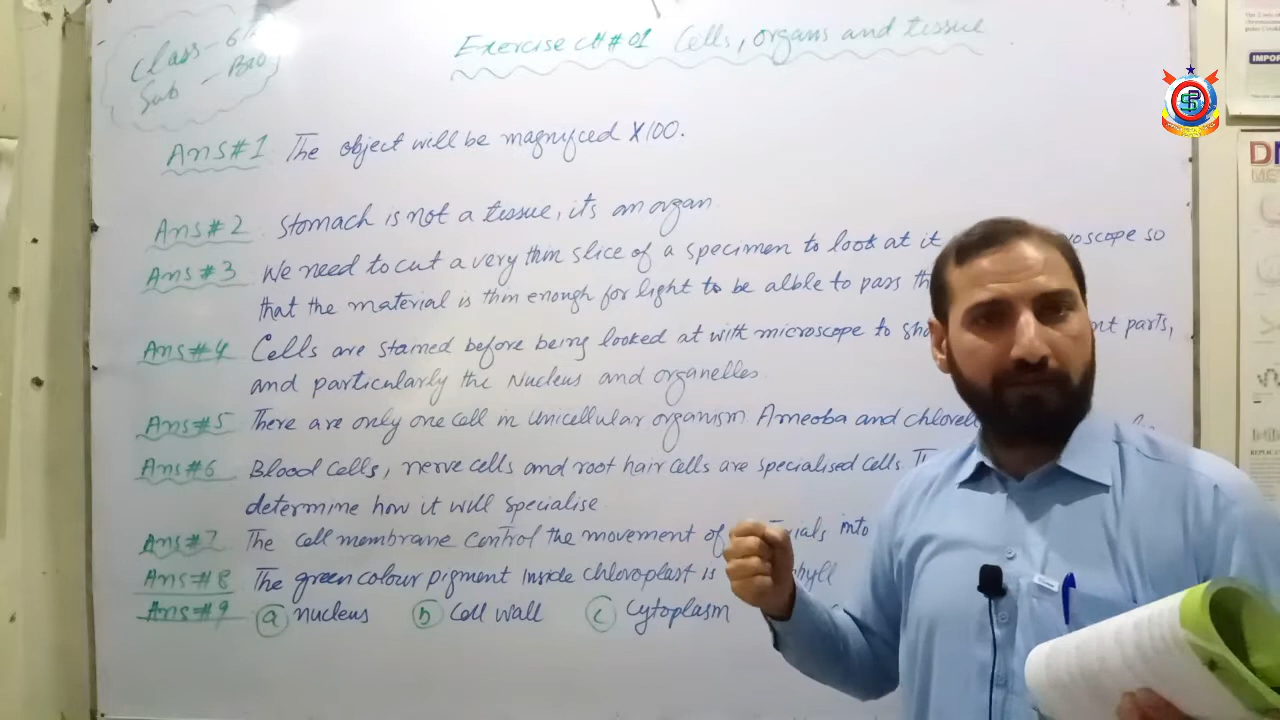 Class - 6th
Sub - Bio
Exercise CH# 01 Cells, organs and tissue
Ans#1 The object will be magnified X100.
Ans#2 Stomach is not a tissue, its an organ
Ans#3 We need to cut a very thin slice of a specimen to look at it so
that the material is thin enough for light to be alble to pass
Ans#4 Cells are stained before being looked at with microscope to parts,
and particularly the Nucleus and organelles.
Ans#5 There are only one cell in Unicellular organism. Ameoba and
Ans#6 Blood cells, nerve cells and root hair cells are specialised cells.
determine how it will specialise.
Ans#7 The cell membrane control the movement of into
Ans#8 The green colour pigment inside chloroplast is
Ans#9 a nucleus b Cell wall c Cytoplasm
IMPOR